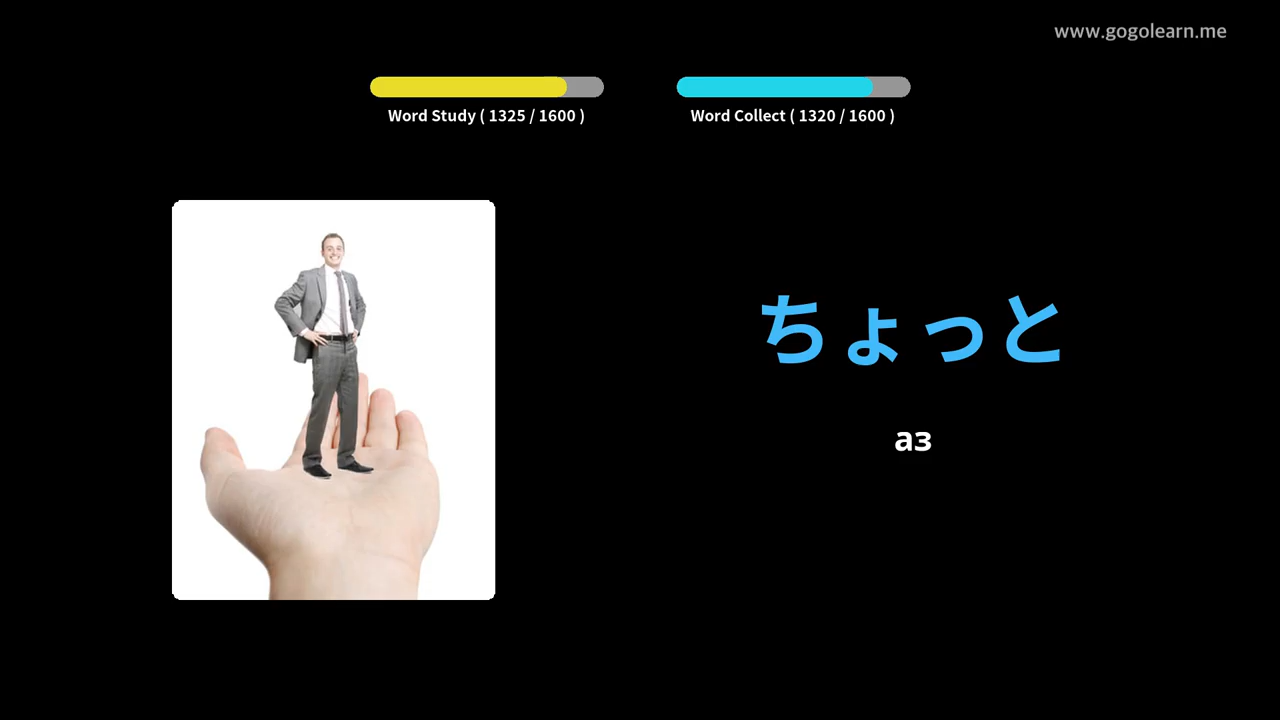 www.gogolearn.me
Word Study ( 1325 / 1600 )
Word Collect ( 1320 / 1600 )
ちょっと
аз